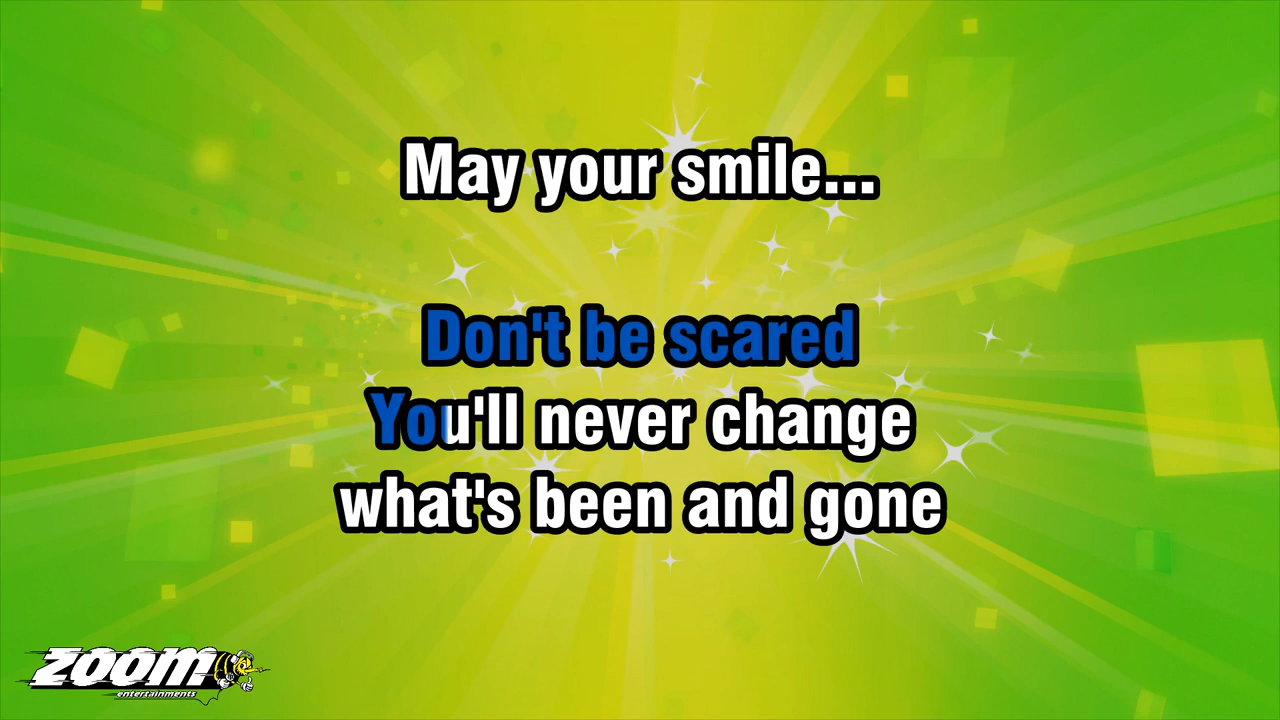 May your smile...
Don't be scared
You'll never change
what's been and gone
zoom
entertainments